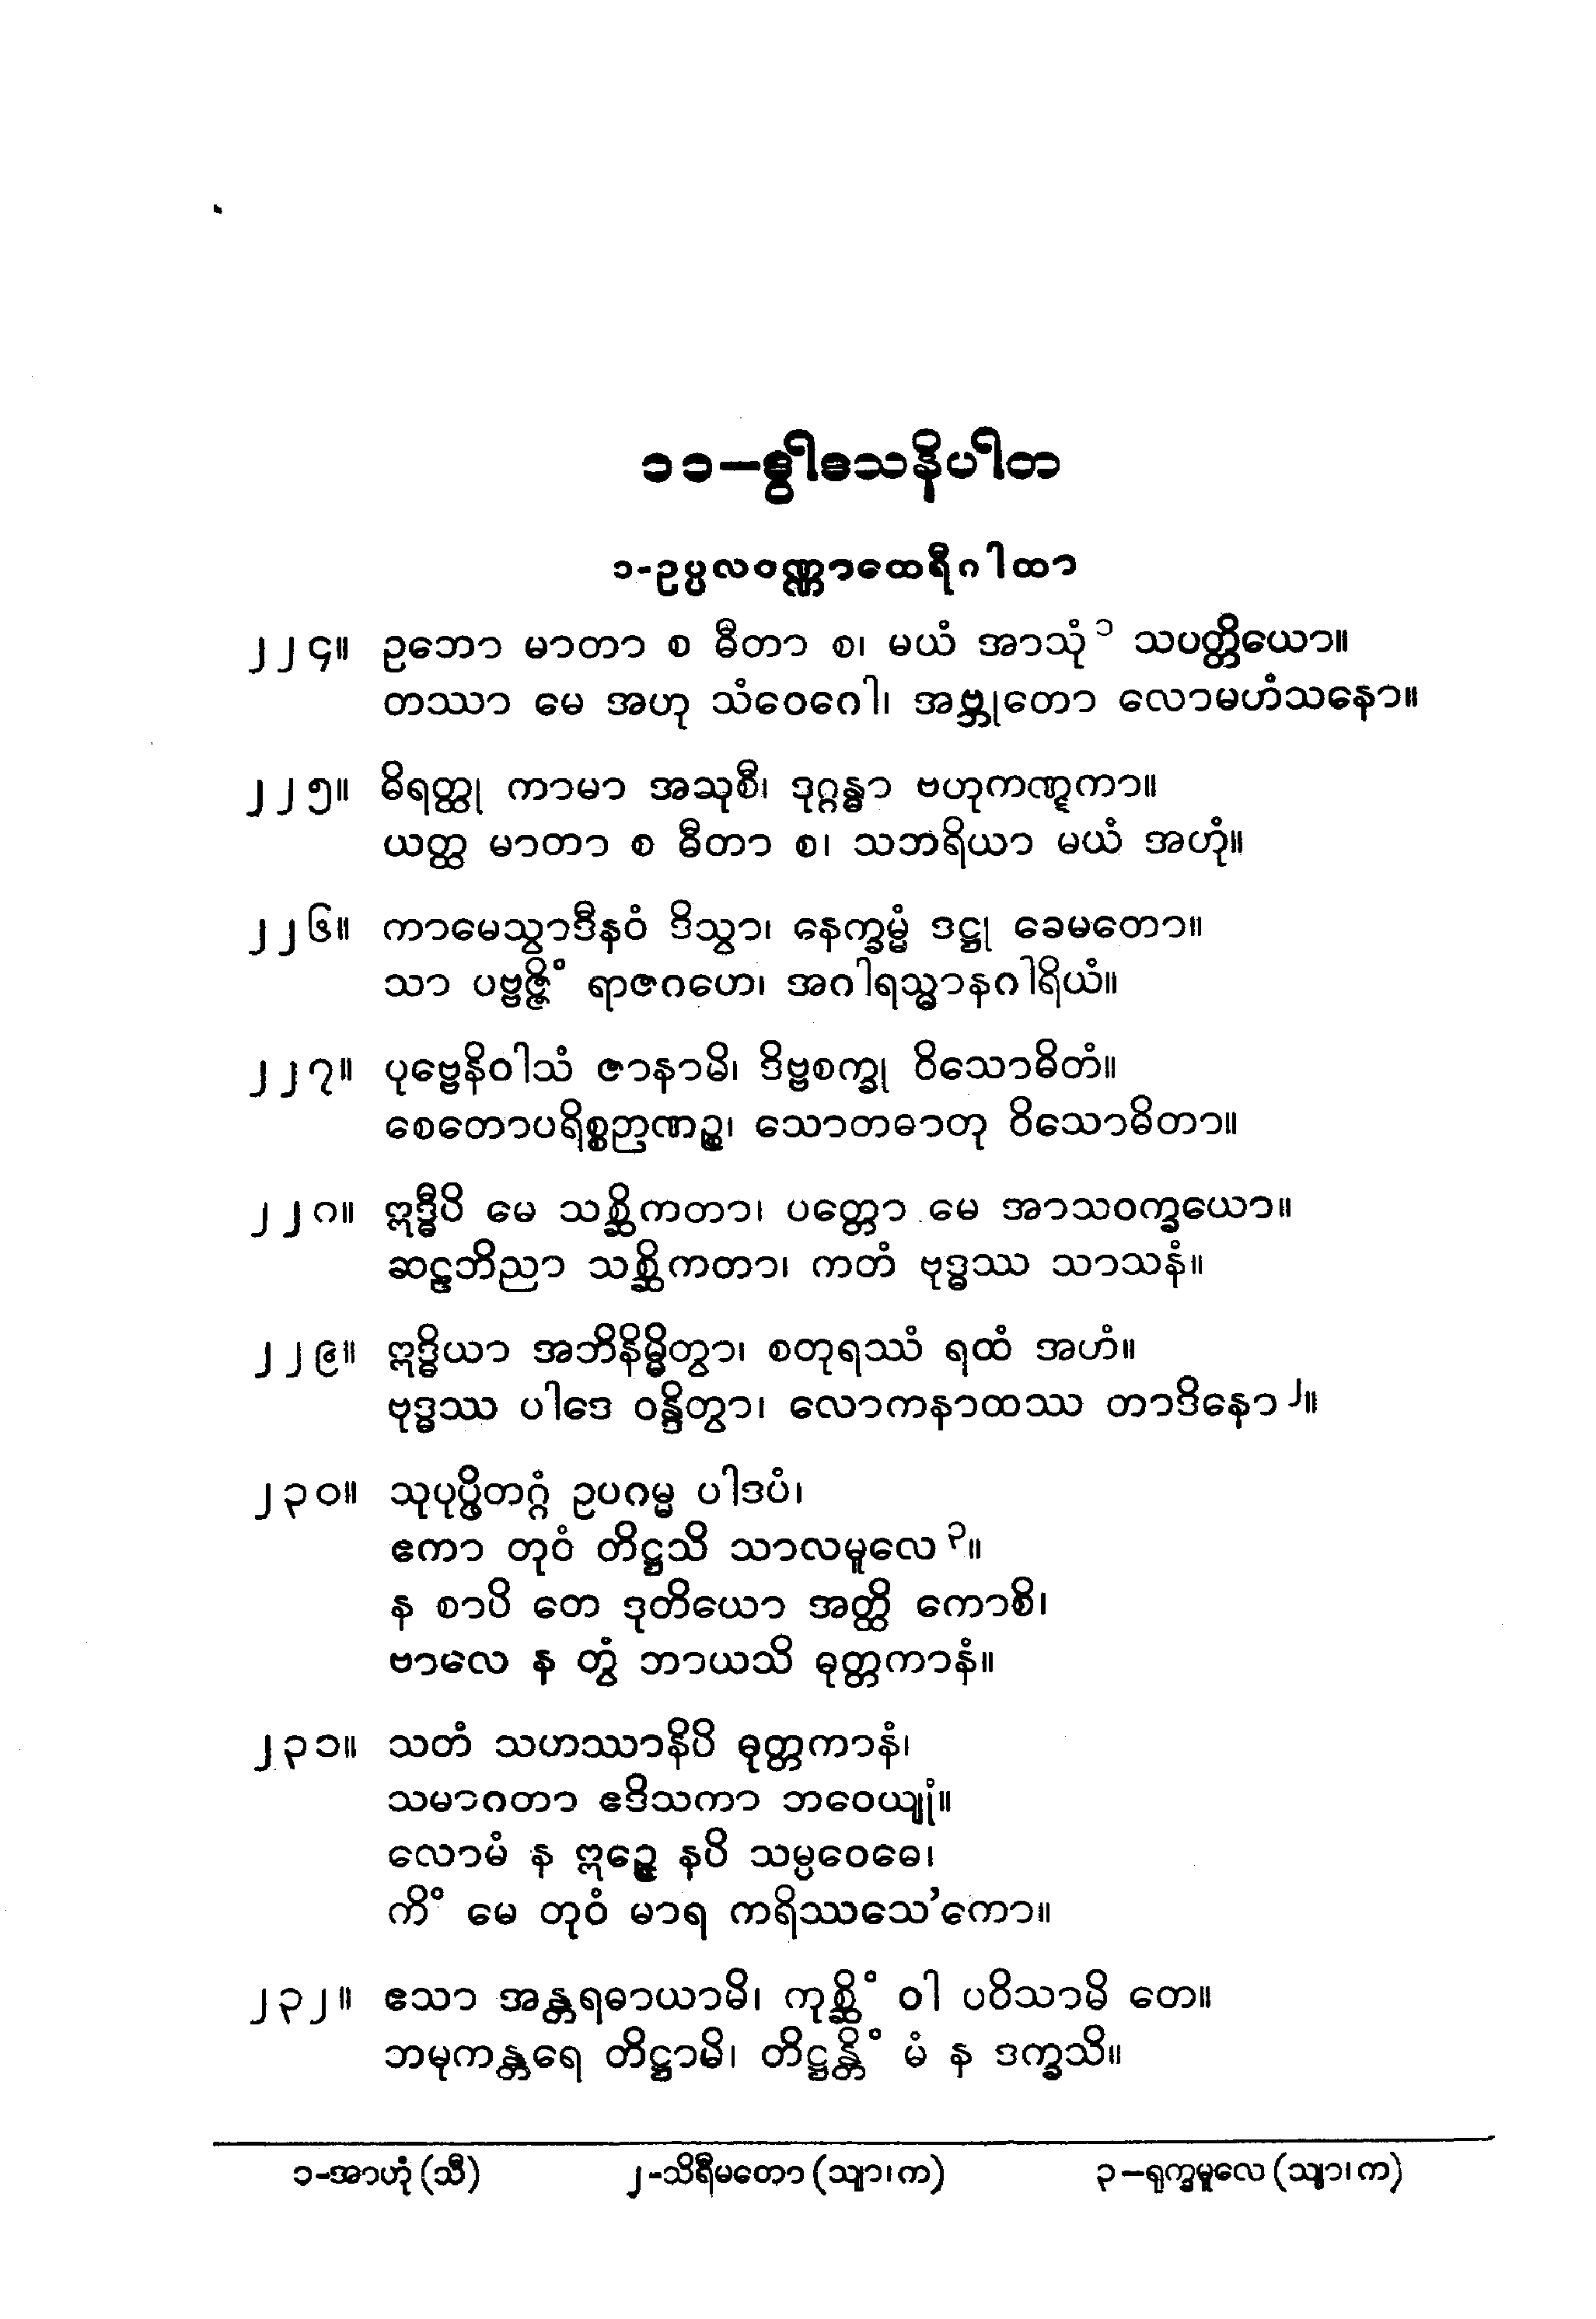 ၁၁–ဒွါဒသနိပါတ
၁-ဥပ္ပလဝဏ္ဏာထေရီဂါထာ
၂၂၄။ ဥဘော မာတာ စ ဓီတာ စ၊ မယံ အာသုံ ၁ သပတ္တိယော။
တဿာ မေ အဟု သံဝေဂေါ၊ အဗ္ဘုတော လောမဟံသနော။
၂၂၅။ ဓိရတ္ထု ကာမာ အသုစီ၊ ဒုဂ္ဂန္ဓာ ဗဟုကဏ္ဋကာ။
ယတ္ထ မာတာ စ ဓီတာ စ၊ သဘရိယာ မယံ အဟုံ။
၂၂၆။ ကာမေသွာဒီနဝံ ဒိသွာ၊ နေက္ခမ္မံ ဒဋ္ဌု ခေမတော။
သာ ပဗ္ဗဇ္ဇိံ ရာဇဂဟေ၊ အဂါရသ္မာနဂါရိယံ။
၂၂၇။ ပုဗ္ဗေနိဝါသံ ဇာနာမိ၊ ဒိဗ္ဗစက္ခု ဝိသောဓိတံ။
စေတောပရိစ္စဉာဏဉ္စ၊ သောတဓာတု ဝိသောဓိတာ။
၂၂၈။ ဣဒ္ဓီပိ မေ သစ္ဆိကတာ၊ ပတ္တော မေ အာသဝက္ခယော။
ဆဠဘိညာ သစ္ဆိကတာ၊ ကတံ ဗုဒ္ဓဿ သာသနံ။
၂၂၉။ ဣဒ္ဓိယာ အဘိနိမ္မိတွာ၊ စတုရဿံ ရထံ အဟံ။
ဗုဒ္ဓဿ ပါဒေ ဝန္ဒိတွာ၊ လောကနာထဿ တာဒိနော ၂။
၂၃၀။ သုပုပ္ဖိတဂ္ဂံ ဥပဂမ္မ ပါဒပံ၊
ဧကာ တုဝံ တိဋ္ဌသိ သာလမူလေ ၃။
န စာပိ တေ ဒုတိယော အတ္ထိ ကောစိ၊
ဗာလေ န တွံ ဘာယသိ ဓုတ္တကာနံ။
၂၃၁။ သတံ သဟဿာနိပိ ဓုတ္တကာနံ၊
သမာဂတာ ဧဒိသကာ ဘဝေယျုံ။
လောမံ န ဣဉ္ဇေ နပိ သမ္ပဝေဓေ၊
ကိံ မေ တုဝံ မာရ ကရိဿသေ’ကော။
၂၃၂။ ဧသာ အန္တရဓာယာမိ၊ ကုစ္ဆိံ ဝါ ပဝိသာမိ တေ။
ဘမုကန္တရေ တိဋ္ဌာမိ၊ တိဋ္ဌန္တိံ မံ န ဒက္ခသိ။
၁-အာဟုံ (သီ) ၂-သိရီမတော (သျာ၊ က) ၃–ရုက္ခမူလေ (သျာ၊ က)